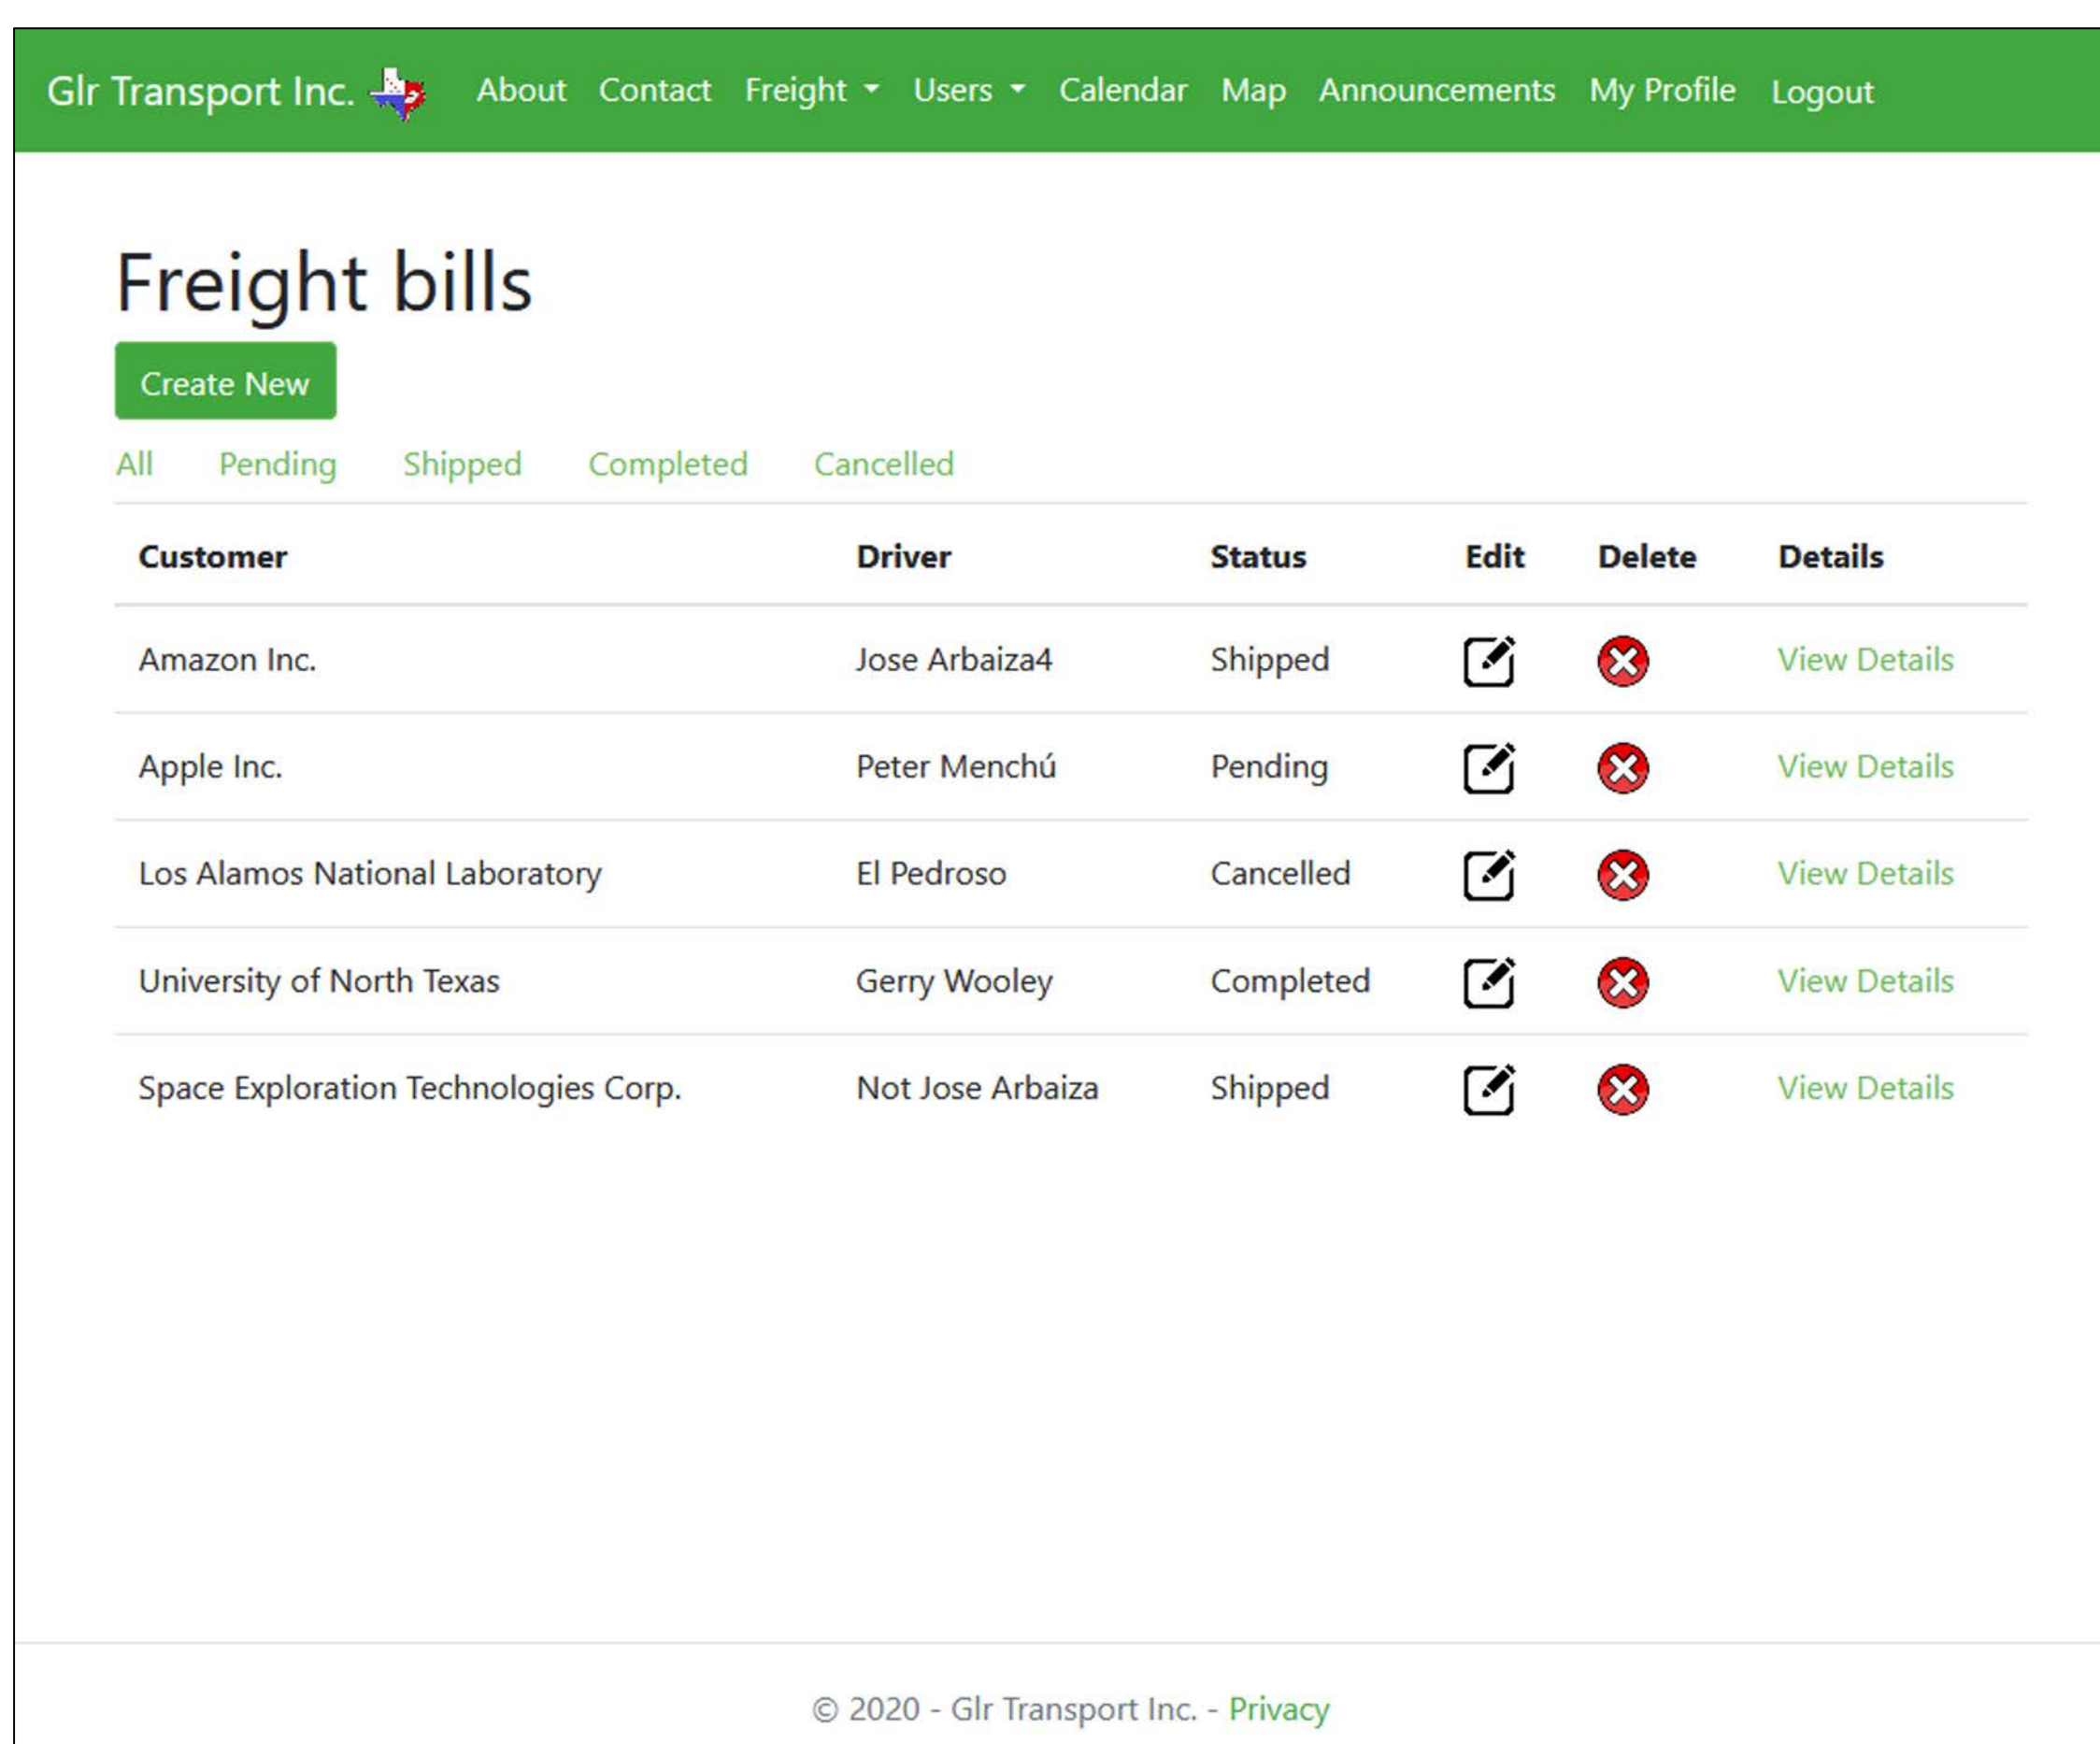 Glr Transport Inc. About Contact Freight Users Calendar Map Announcements My Profile Logout
Freight bills
Create New
All Pending Shipped Completed Cancelled
Customer Driver Status Edit Delete Details
Amazon Inc. Jose Arbaiza4 Shipped View Details
Apple Inc. Peter Menchú Pending View Details
Los Alamos National Laboratory El Pedroso Cancelled View Details
University of North Texas Gerry Wooley Completed View Details
Space Exploration Technologies Corp. Not Jose Arbaiza Shipped View Details
© 2020 - Glr Transport Inc. - Privacy